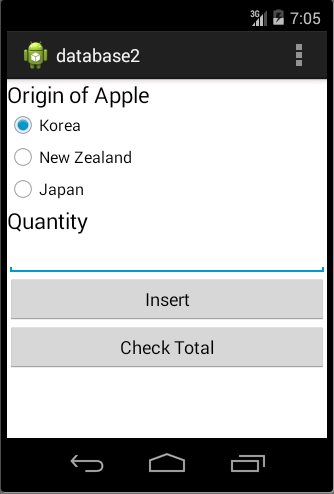 3G 7:05
database2
Origin of Apple
Korea
New Zealand
Japan
Quantity
Insert
Check Total